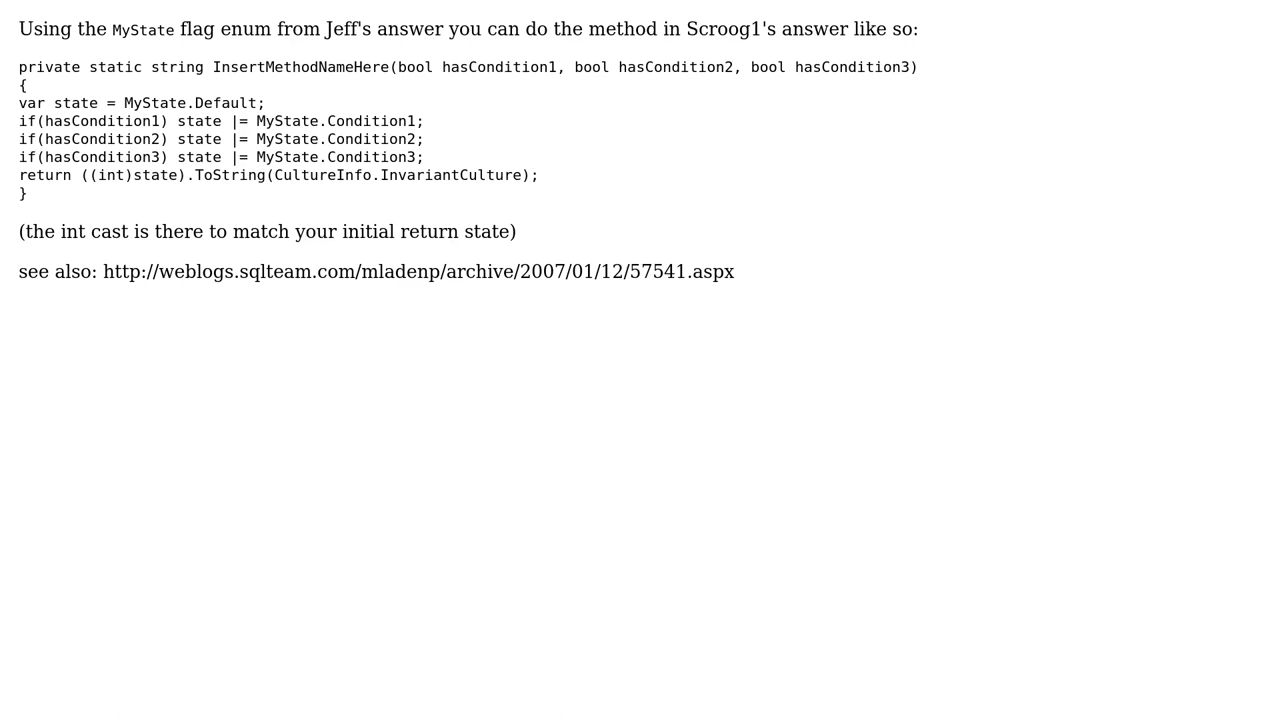 Using the MyState flag enum from Jeff's answer you can do the method in Scroog1's answer like so:
private static string InsertMethodNameHere(bool hasCondition1, bool hasCondition2, bool hasCondition3)
{
var state = MyState.Default;
if(hasCondition1) state |= MyState.Condition1;
if(hasCondition2) state |= MyState.Condition2;
if(hasCondition3) state |= MyState.Condition3;
return ((int)state).ToString(CultureInfo.InvariantCulture);
}
(the int cast is there to match your initial return state)
see also: http://weblogs.sqlteam.com/mladenp/archive/2007/01/12/57541.aspx